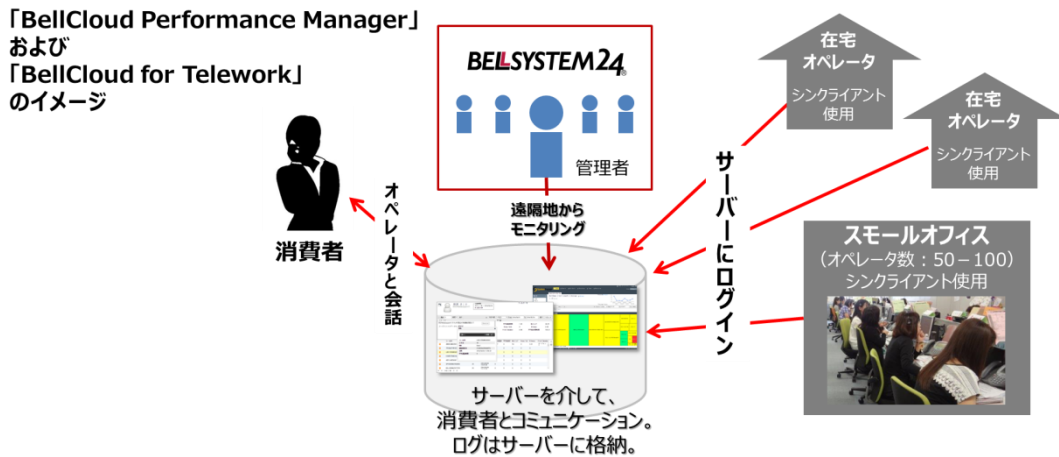 「BellCloud Performance Manager」
および
「BellCloud for Telework」
のイメージ
BELLSYSTEM24
管理者
在宅
オペレータ
シンクライアント
使用
在宅
オペレータ
シンクライアント
使用
消費者
オペレータと会話
遠隔地から
モニタリング
サーバーにログイン
スモールオフィス
（オペレータ数：50－100）
シンクライアント使用
サーバーを介して、
消費者とコミュニケーション。
ログはサーバーに格納。